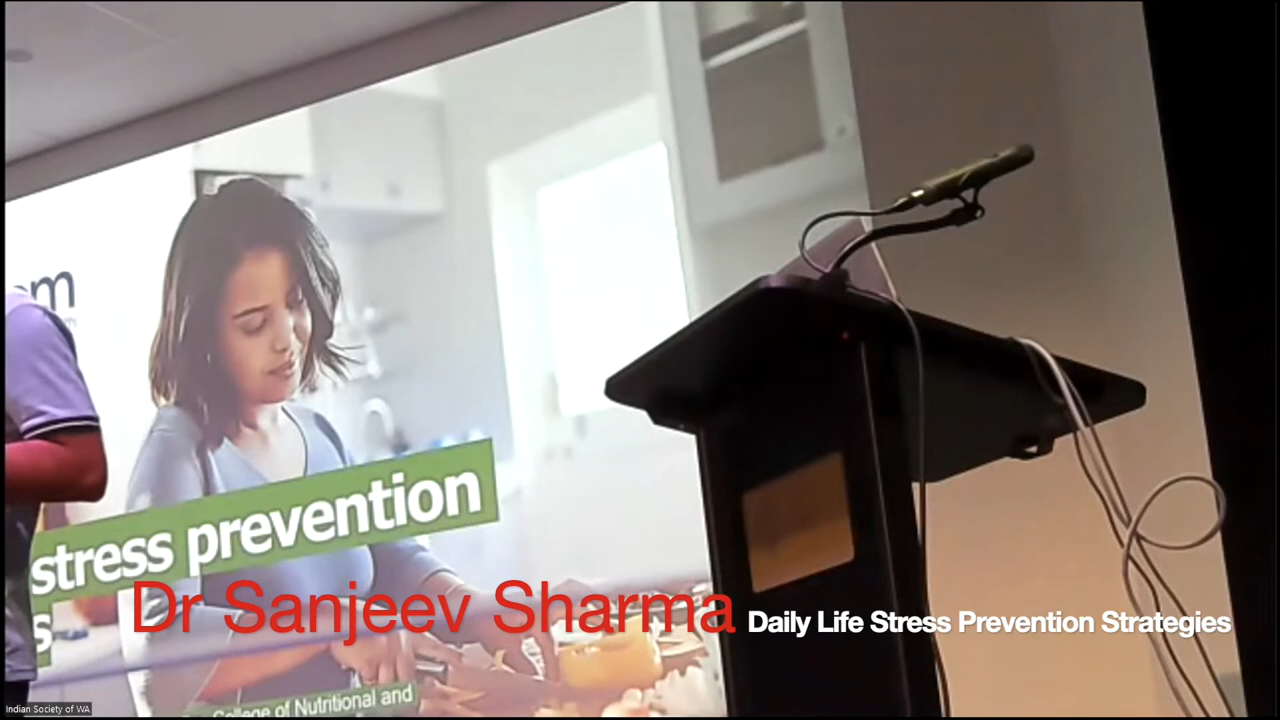 stress prevention
s
Dr Sanjeev Sharma Daily Life Stress Prevention Strategies
College of Nutritional and
Indian Society of WA